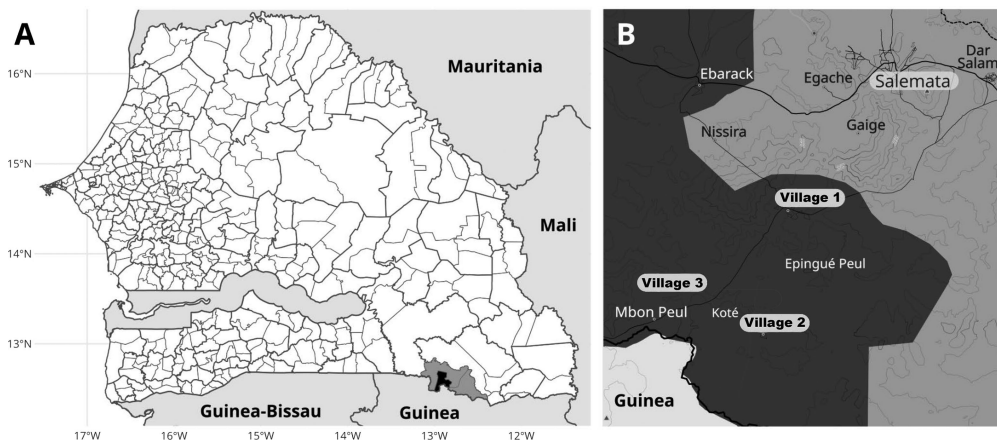 A
Mauritania
Mali
Guinea-Bissau
Guinea
16°N
15°N
14°N
13°N
17°W
16°W
15°W
14°W
13°W
12°W
B
Ebarack
Egache
Dar
Salam
Salemata
Nissira
Gaige
Village 1
Epingué Peul
Village 3
Mbon Peul
Koté
Village 2
Guinea